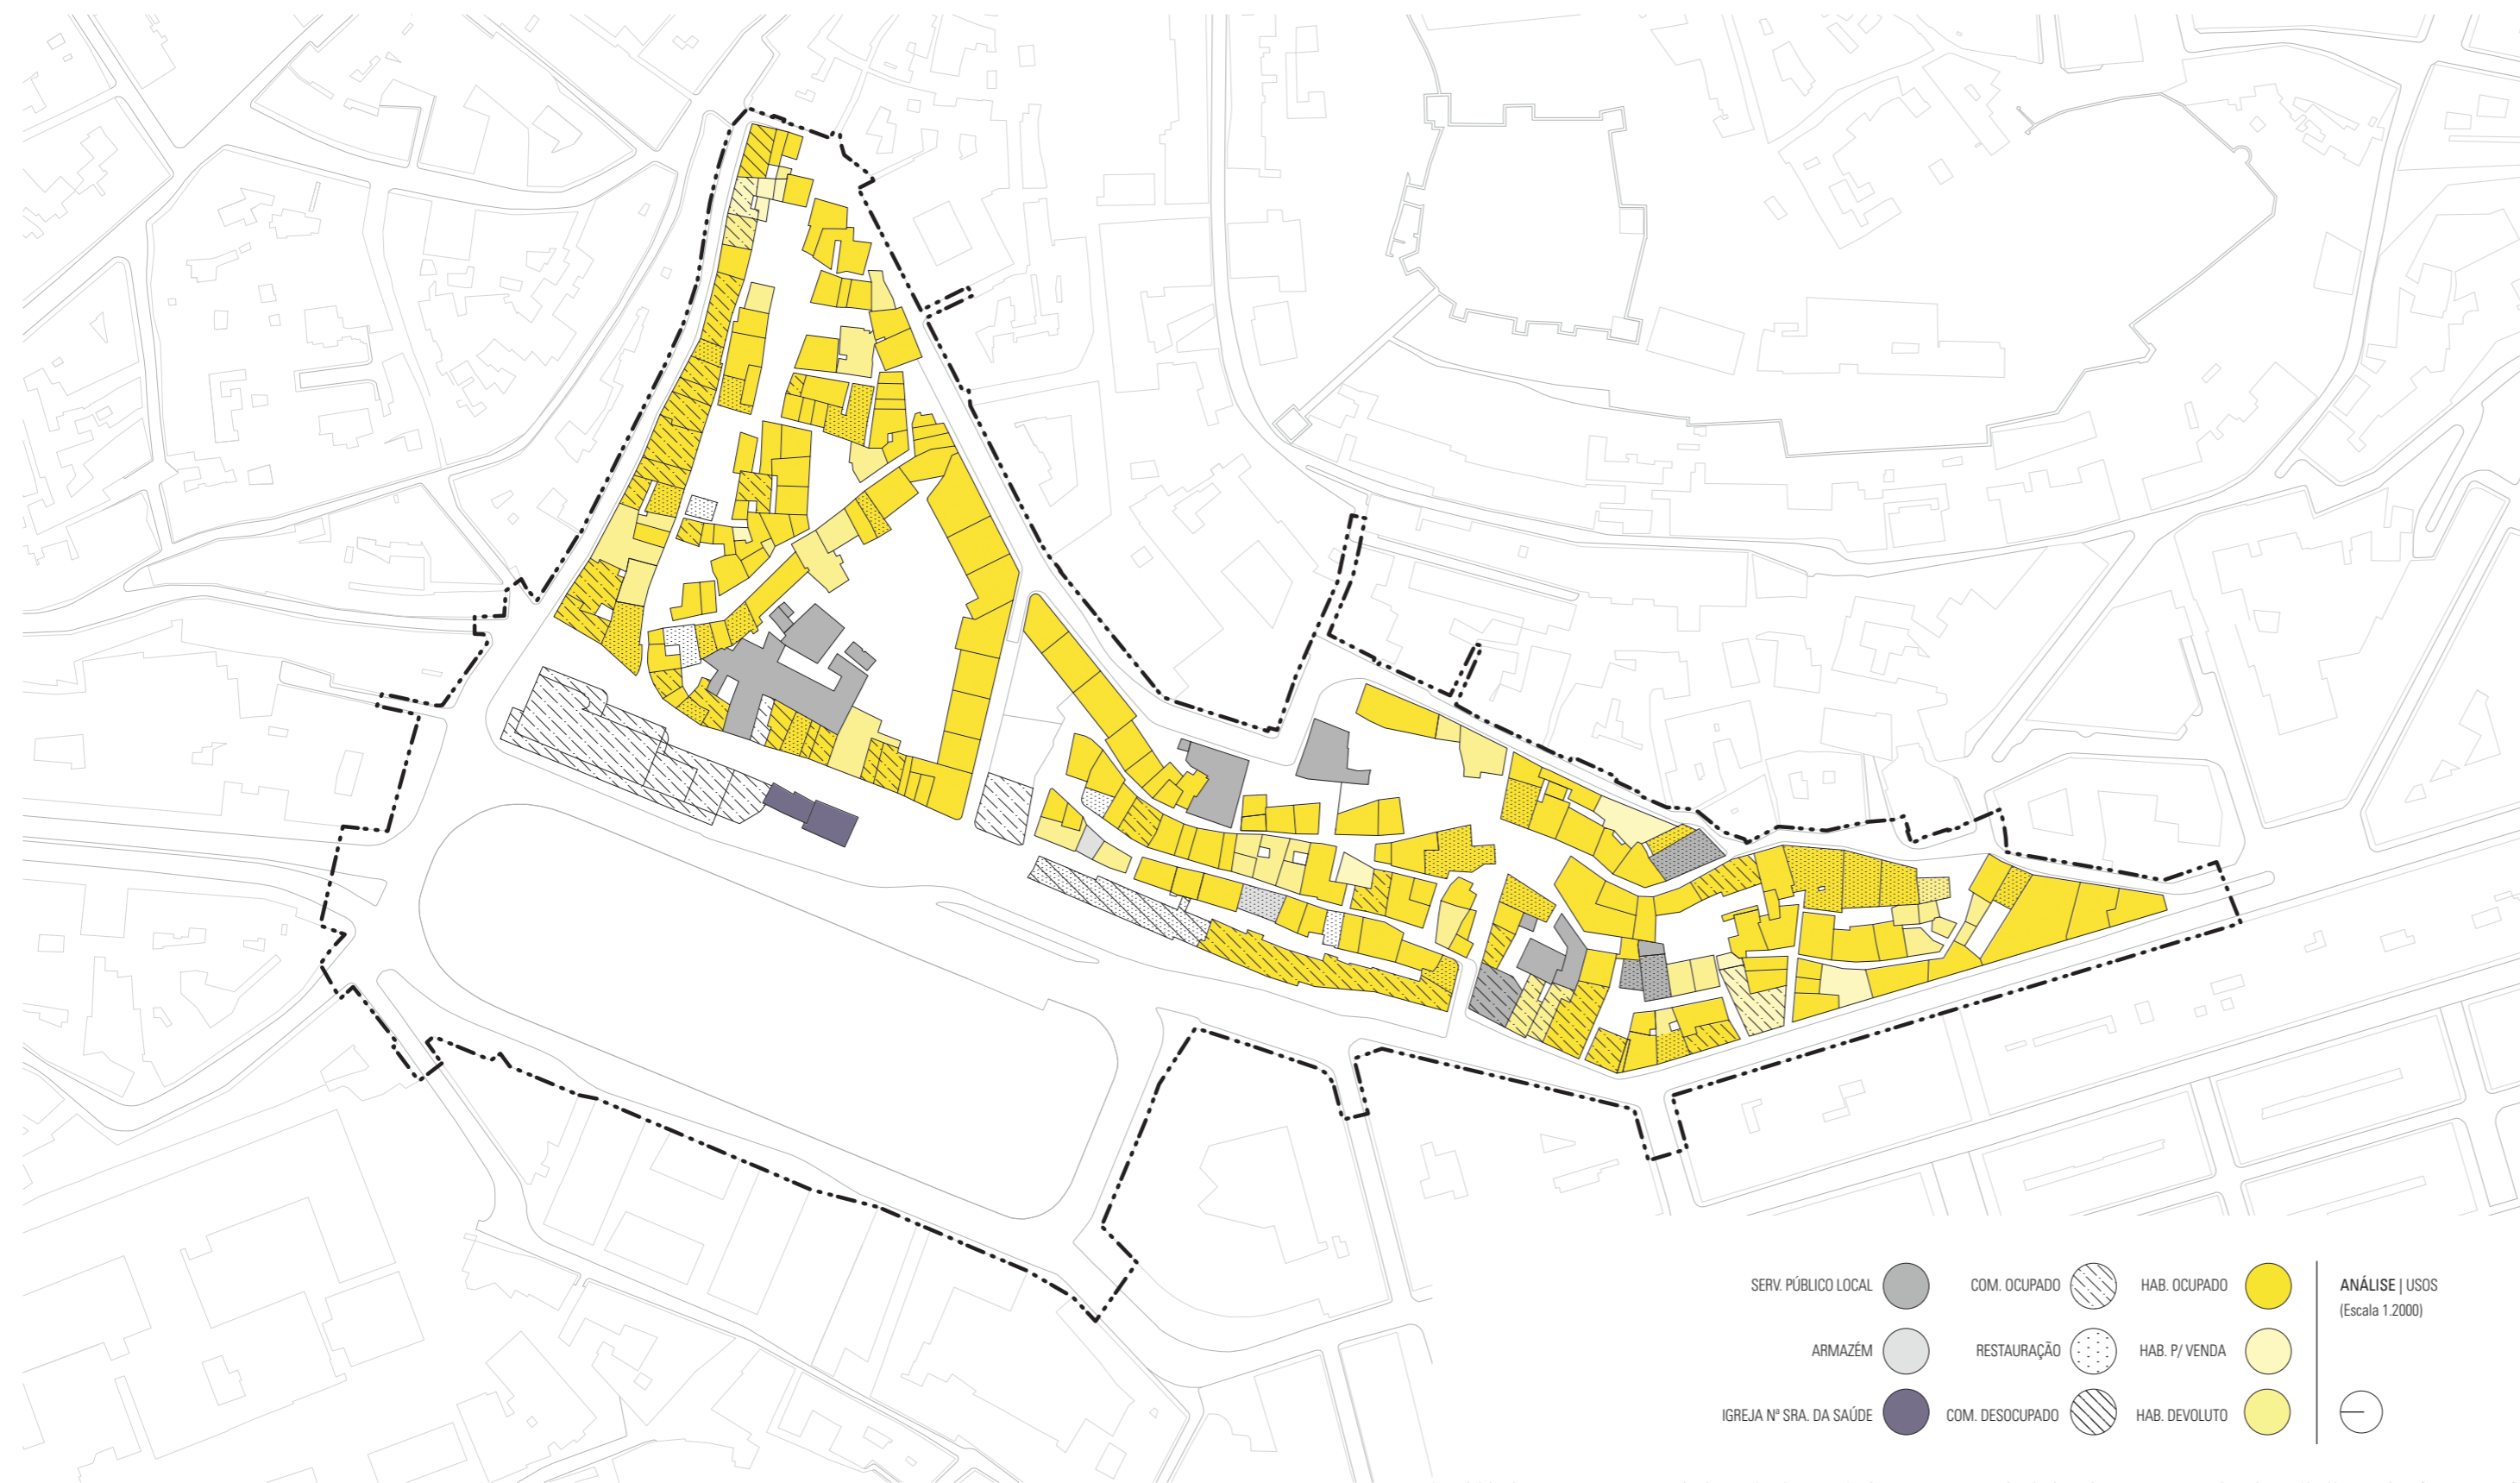 SERV. PÚBLICO LOCAL
COM. OCUPADO
HAB. OCUPADO
ANÁLISE | USOS
(Escala 1.2000)
ARMAZÉM
RESTAURAÇÃO
HAB. P/ VENDA
IGREJA Nª SRA. DA SAÚDE
COM. DESOCUPADO
HAB. DEVOLUTO